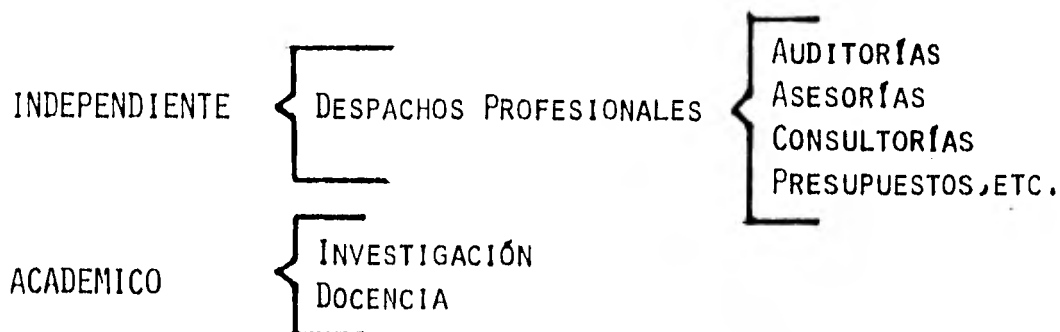 INDEPENDIENTE
DESPACHOS PROFESIONALES
AUDITORÍAS
ASESORÍAS
CONSULTORÍAS
PRESUPUESTOS,ETC.
ACADEMICO
INVESTIGACIÓN
DOCENCIA